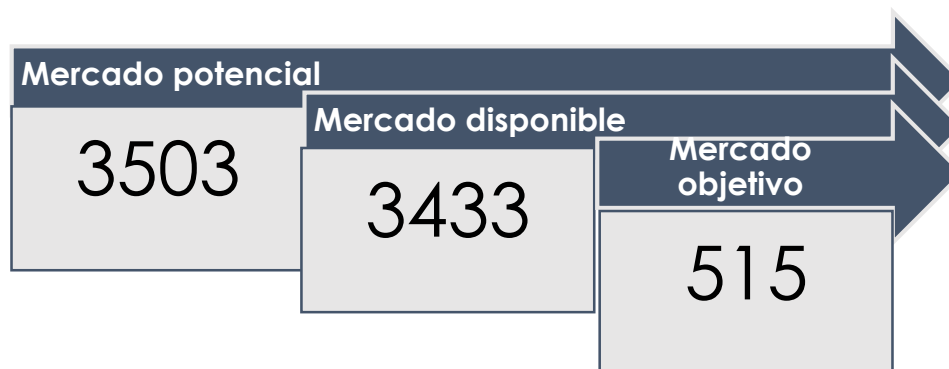 Mercado potencial
3503
Mercado disponible
3433
Mercado
objetivo
515